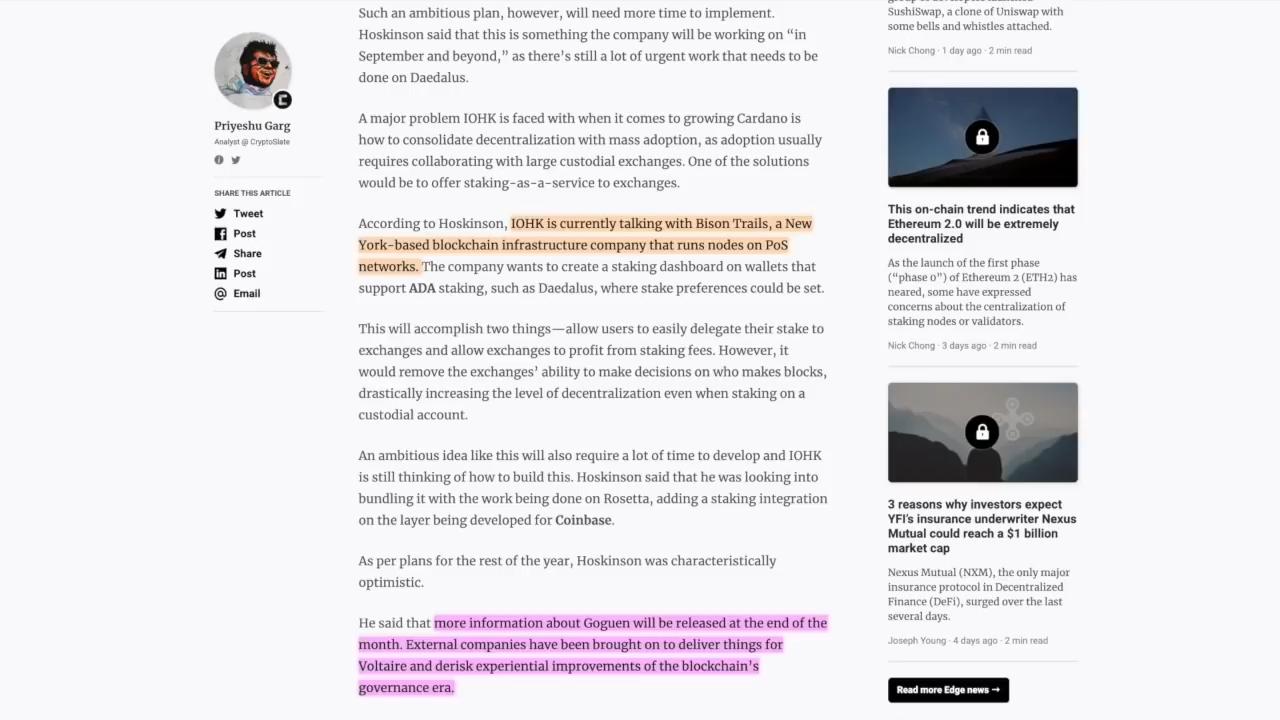 Priyeshu Garg
Analyst @ CryptoSlate
SHARE THIS ARTICLE
Tweet
Post
Share
Post
Email
Such an ambitious plan, however, will need more time to implement.
Hoskinson said that this is something the company will be working on “in
September and beyond,” as there’s still a lot of urgent work that needs to be
done on Daedalus.
A major problem IOHK is faced with when it comes to growing Cardano is
how to consolidate decentralization with mass adoption, as adoption usually
requires collaborating with large custodial exchanges. One of the solutions
would be to offer staking-as-a-service to exchanges.
According to Hoskinson, IOHK is currently talking with Bison Trails, a New
York-based blockchain infrastructure company that runs nodes on PoS
networks. The company wants to create a staking dashboard on wallets that
support ADA staking, such as Daedalus, where stake preferences could be set.
This will accomplish two things—allow users to easily delegate their stake to
exchanges and allow exchanges to profit from staking fees. However, it
would remove the exchanges’ ability to make decisions on who makes blocks,
drastically increasing the level of decentralization even when staking on a
custodial account.
An ambitious idea like this will also require a lot of time to develop and IOHK
is still thinking of how to build this. Hoskinson said that he was looking into
bundling it with the work being done on Rosetta, adding a staking integration
on the layer being developed for Coinbase.
As per plans for the rest of the year, Hoskinson was characteristically
optimistic.
He said that more information about Goguen will be released at the end of the
month. External companies have been brought on to deliver things for
Voltaire and derisk experiential improvements of the blockchain’s
governance era.
SushiSwap, a clone of Uniswap with
some bells and whistles attached.
Nick Chong · 1 day ago · 2 min read
This on-chain trend indicates that
Ethereum 2.0 will be extremely
decentralized
As the launch of the first phase
(“phase 0”) of Ethereum 2 (ETH2) has
neared, some have expressed
concerns about the centralization of
staking nodes or validators.
Nick Chong · 3 days ago · 2 min read
3 reasons why investors expect
YFI’s insurance underwriter Nexus
Mutual could reach a $1 billion
market cap
Nexus Mutual (NXM), the only major
insurance protocol in Decentralized
Finance (DeFi), surged over the last
several days.
Joseph Young · 4 days ago · 2 min read
Read more Edge news →